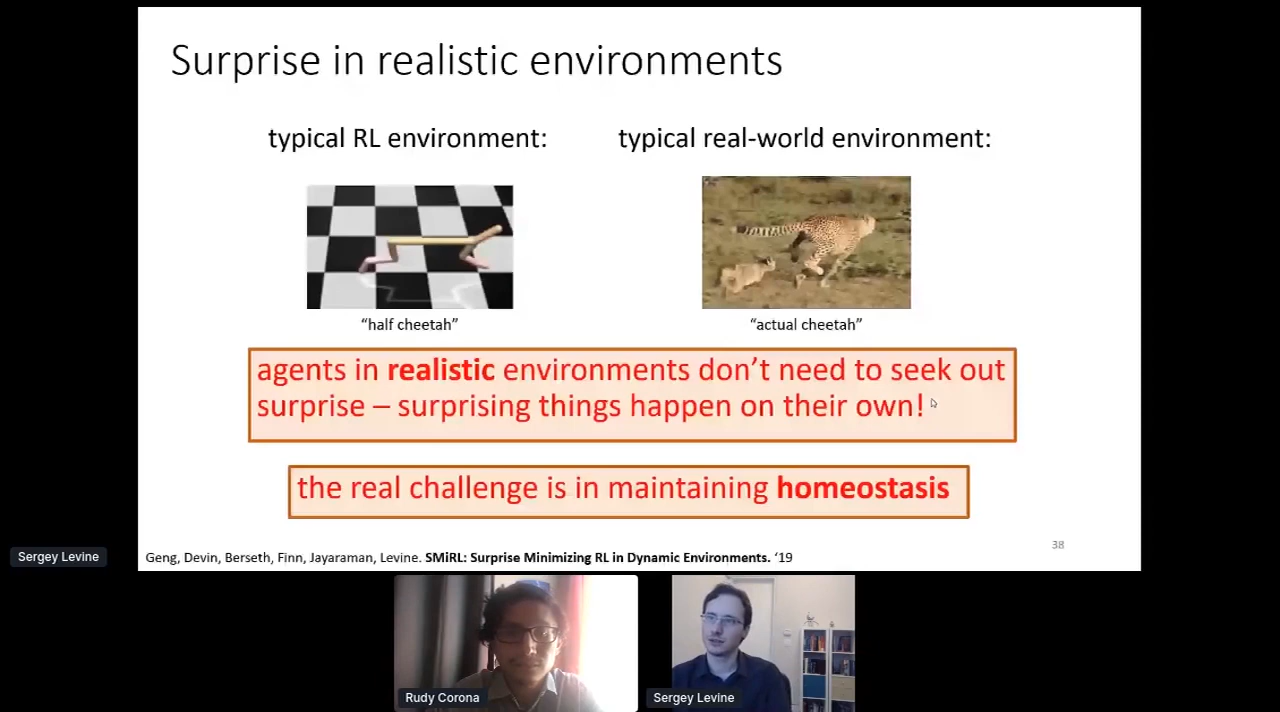 Surprise in realistic environments
typical RL environment:
typical real-world environment:
“half cheetah”
“actual cheetah”
agents in realistic environments don’t need to seek out
surprise – surprising things happen on their own!
the real challenge is in maintaining homeostasis
38
Sergey Levine
Geng, Devin, Berseth, Finn, Jayaraman, Levine. SMiRL: Surprise Minimizing RL in Dynamic Environments. ‘19
Rudy Corona
Sergey Levine